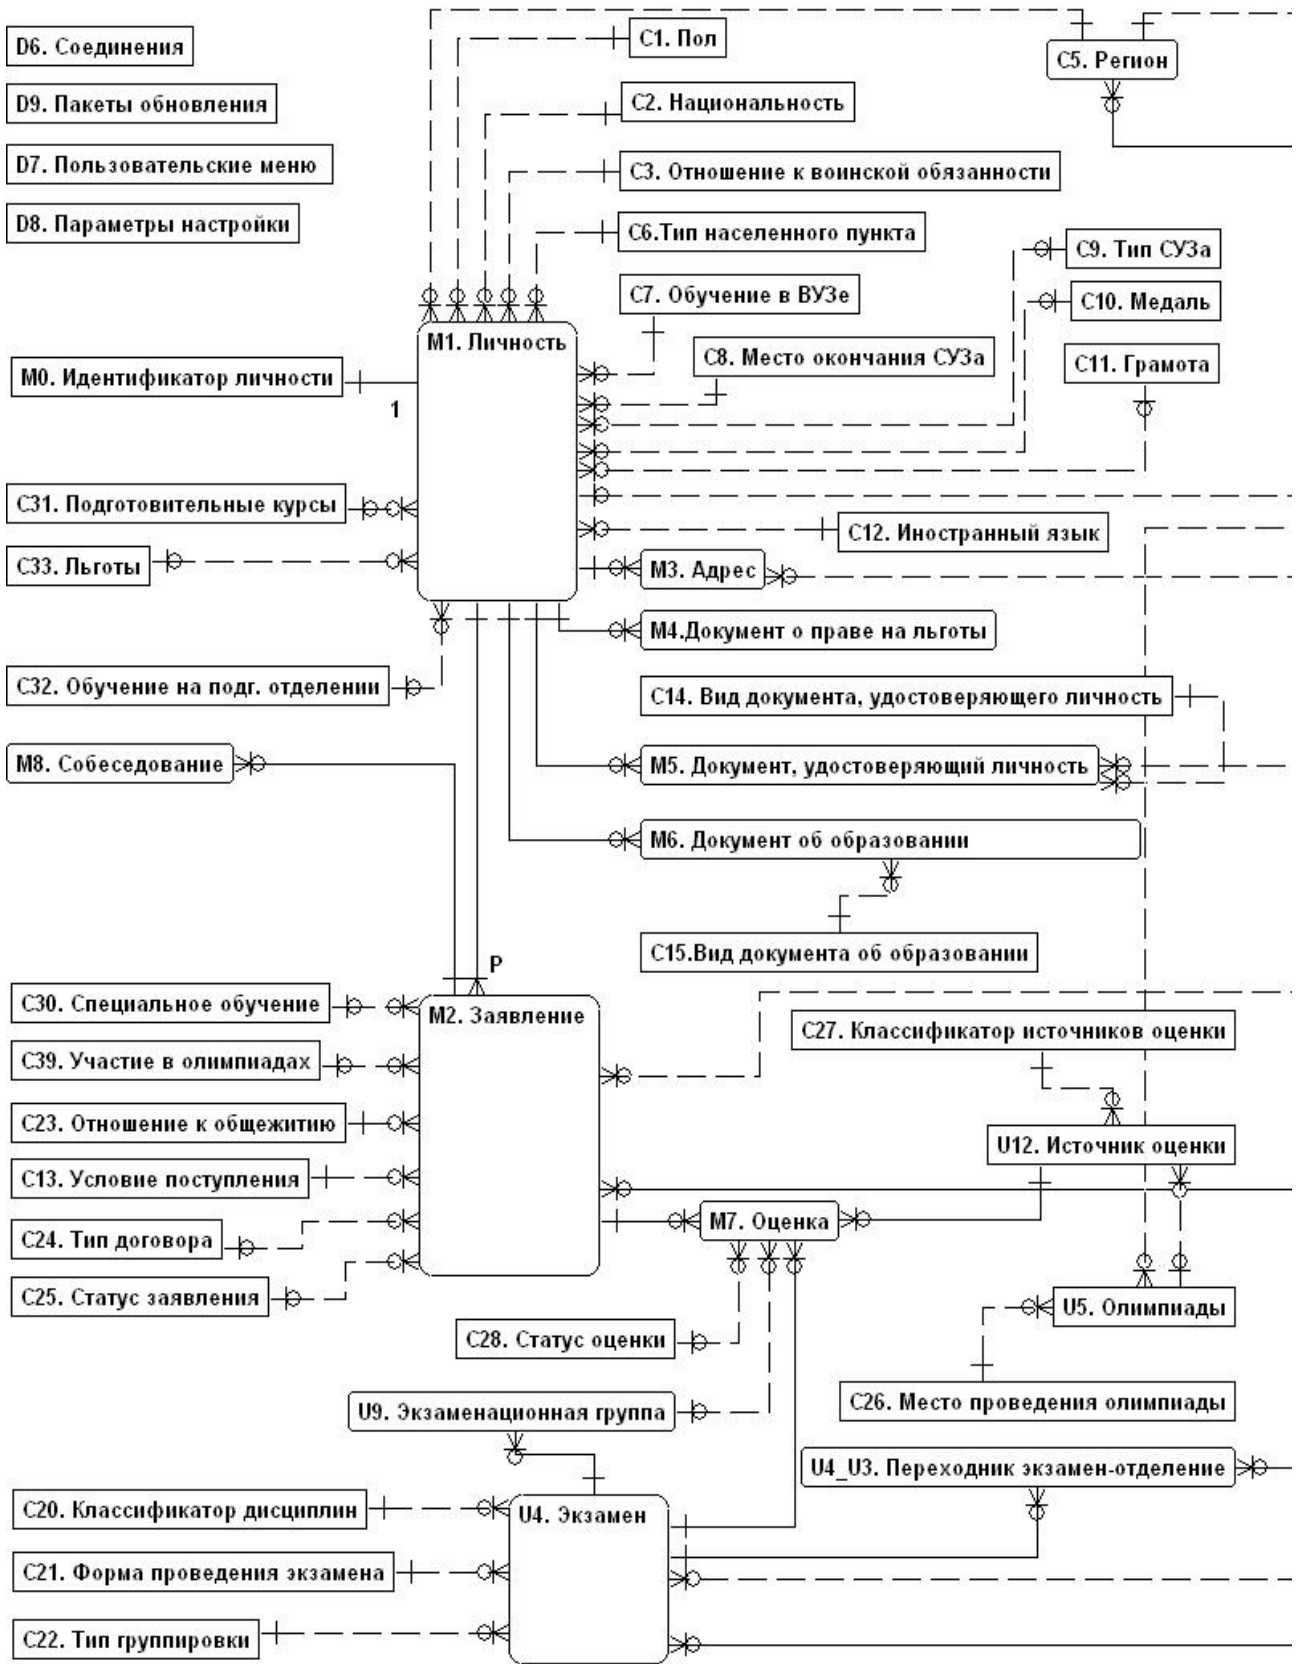 D6. Соединения
D9. Пакеты обновления
D7. Пользовательские меню
D8. Параметры настройки
C1. Пол
C5. Регион
C2. Национальность
C3. Отношение к воинской обязанности
C6.Тип населенного пункта
C9. Тип СУЗа
C7. Обучение в ВУЗе
C10. Медаль
M1. Личность
C8. Место окончания СУЗа
C11. Грамота
M0. Идентификатор личности
1
C31. Подготовительные курсы
C12. Иностранный язык
C33. Льготы
M3. Адрес
M4.Документ о праве на льготы
C32. Обучение на подг. отделении
C14. Вид документа, удостоверяющего личность
M8. Собеседование
M5. Документ, удостоверяющий личность
M6. Документ об образовании
C15.Вид документа об образовании
P
C30. Специальное обучение
M2. Заявление
C27. Классификатор источников оценки
C39. Участие в олимпиадах
C23. Отношение к общежитию
U12. Источник оценки
C13. Условие поступления
M7. Оценка
C24. Тип договора
C25. Статус заявления
U5. Олимпиады
C28. Статус оценки
C26. Место проведения олимпиады
U9. Экзаменационная группа
U4_U3. Переходник экзамен-отделение
C20. Классификатор дисциплин
U4. Экзамен
C21. Форма проведения экзамена
C22. Тип группировки